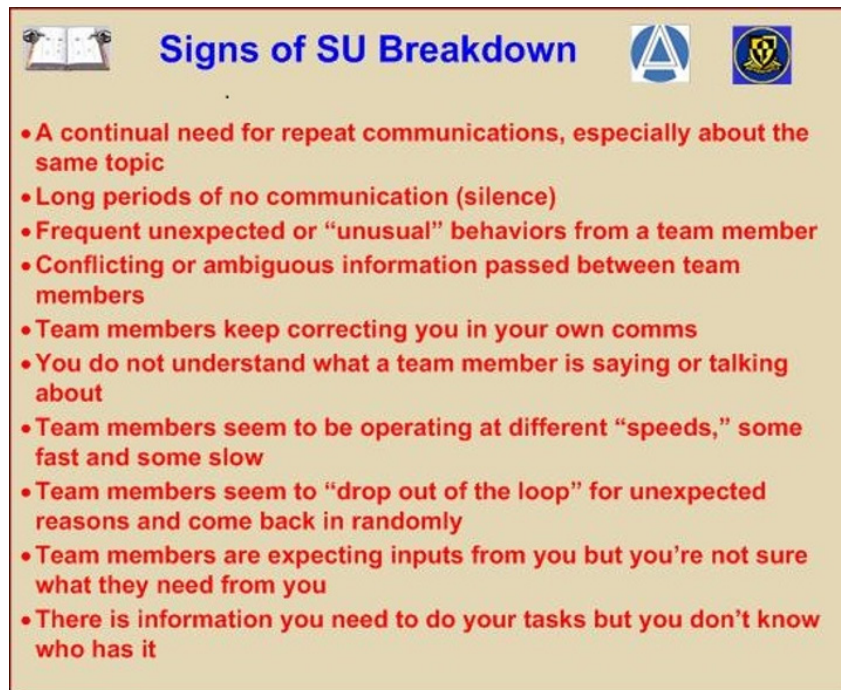 Signs of SU Breakdown
• A continual need for repeat communications, especially about the
same topic
• Long periods of no communication (silence)
• Frequent unexpected or “unusual” behaviors from a team member
• Conflicting or ambiguous information passed between team
members
• Team members keep correcting you in your own comms
• You do not understand what a team member is saying or talking
about
• Team members seem to be operating at different “speeds,” some
fast and some slow
• Team members seem to “drop out of the loop” for unexpected
reasons and come back in randomly
• Team members are expecting inputs from you but you’re not sure
what they need from you
• There is information you need to do your tasks but you don’t know
who has it